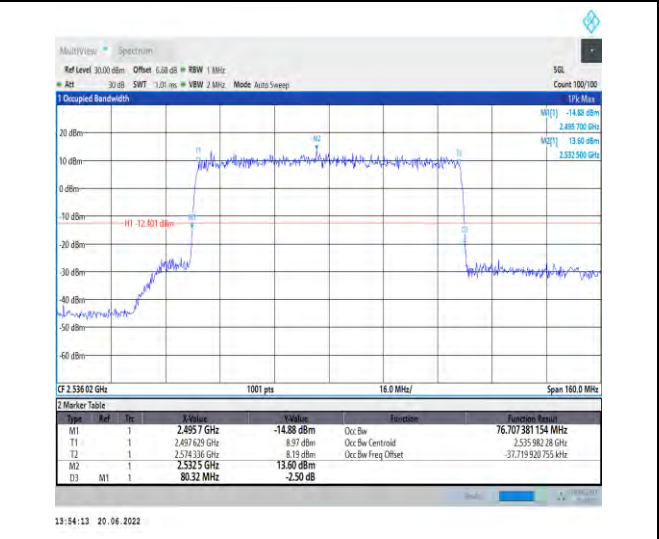 MultiView Spectrum
Ref Level 30.00 dBm Offset 6.68 dB RBW 1 MHz SGL
Att 30 dB SWT 1.01 ms VBW 2 MHz Mode Auto Sweep Count 100/100
1 Occupied Bandwidth 1Pk Max
M1[1] -14.88 dBm
2.495 700 GHz
M2[1] 13.60 dBm
2.532 500 GHz
20 dBm
M2
T1
T2
10 dBm
0 dBm
-10 dBm
M1
H1 -12.401 dBm
D3
-20 dBm
-30 dBm
-40 dBm
-50 dBm
-60 dBm
CF 2.536 02 GHz 1001 pts 16.0 MHz/ Span 160.0 MHz
2 Marker Table
Type Ref Trc X-Value Y-Value Function Function Result
M1 1 2.495 7 GHz -14.88 dBm Occ Bw 76.707 381 154 MHz
T1 1 2.497 629 GHz 8.97 dBm Occ Bw Centroid 2.535 982 28 GHz
T2 1 2.574 336 GHz 8.19 dBm Occ Bw Freq Offset -37.719 920 755 kHz
M2 1 2.532 5 GHz 13.60 dBm
D3 M1 1 80.32 MHz -2.50 dB
13:54:13 20.06.2022